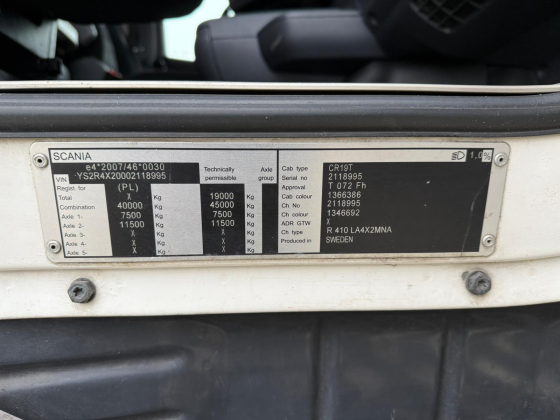 SCANIA
e4*2007/46*0030
VIN YS2R4X20002118995
Technically permissible Axle group
Regist for (PL)
Total X Kg 19000 Kg
Combination 40000 Kg 45000 Kg
Axle 1- 7500 Kg 7500 Kg
Axle 2- 11500 Kg 11500 Kg
Axle 3- X Kg X Kg
Axle 4- X Kg X Kg
Axle 5- X Kg X Kg
1,0%
Cab type CR19T
Serial no 2118995
Approval T 072 Fh
Cab colour 1366386
Ch No 2118995
Ch colour 1346692
ADR GTW X
Ch type R 410 LA4X2MNA
Produced in SWEDEN